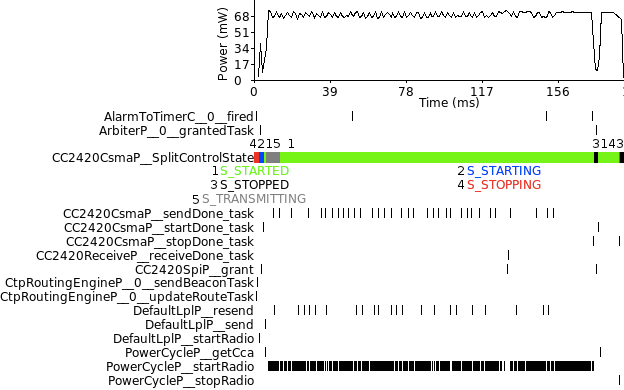 68
51
34
17
0
Power (mW)
0 39 78 117 156
Time (ms)
AlarmToTimerC__0__fired
ArbiterP__0__grantedTask
4215 1 3143
CC2420CsmaP__SplitControlState
1 S_STARTED 2 S_STARTING
3 S_STOPPED 4 S_STOPPING
5 S_TRANSMITTING
CC2420CsmaP__sendDone_task
CC2420CsmaP__startDone_task
CC2420CsmaP__stopDone_task
CC2420ReceiveP__receiveDone_task
CC2420SpiP__grant
CtpRoutingEngineP__0__sendBeaconTask
CtpRoutingEngineP__0__updateRouteTask
DefaultLplP__resend
DefaultLplP__send
DefaultLplP__startRadio
PowerCycleP__getCca
PowerCycleP__startRadio
PowerCycleP__stopRadio